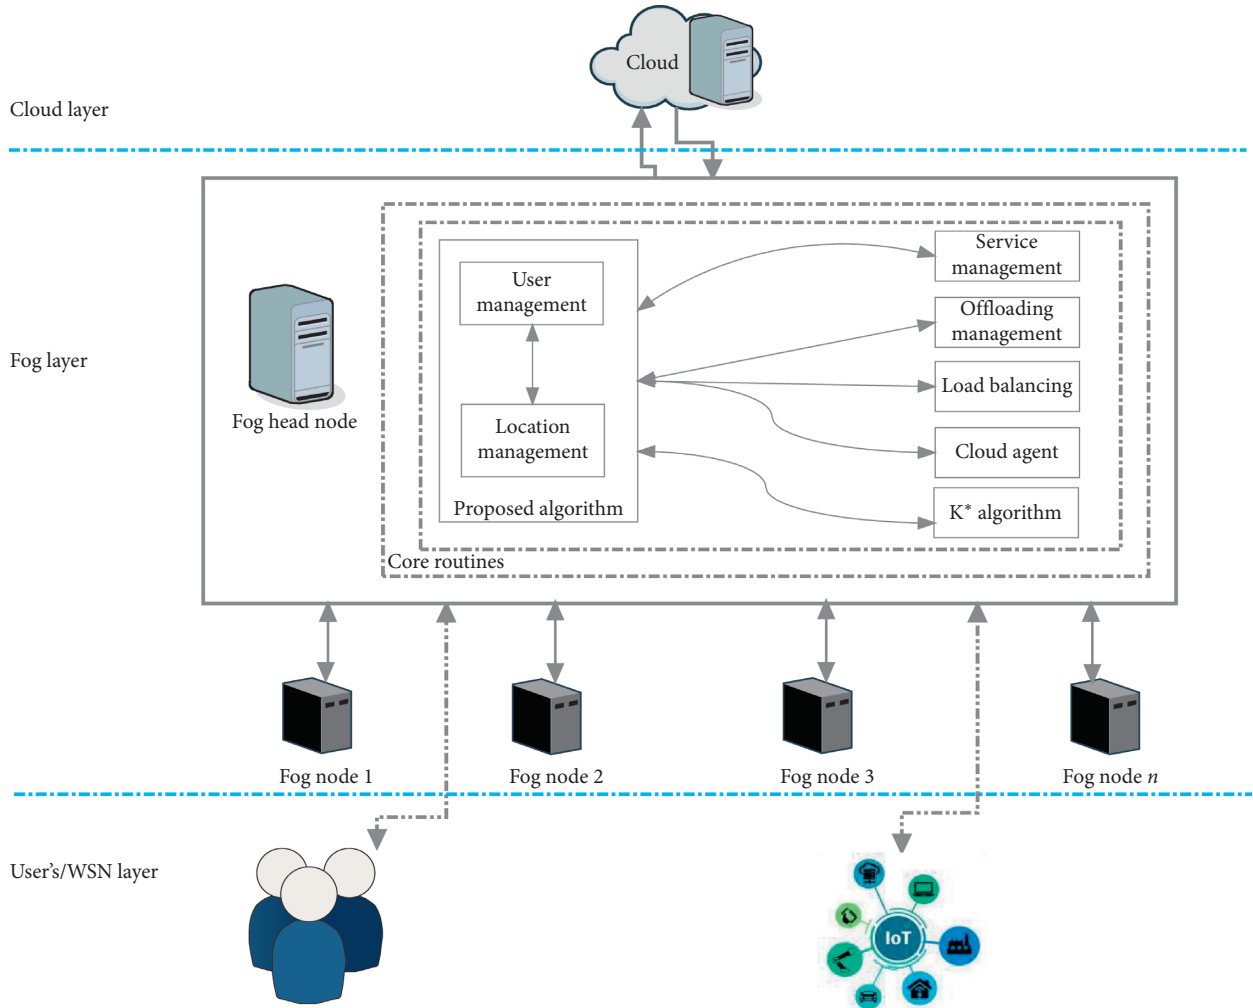 Cloud
Cloud layer
Service
management
User
management
Offloading
management
Fog layer
Load balancing
Fog head node
Location
management
Cloud agent
Proposed algorithm
K* algorithm
Core routines
Fog node 1
Fog node 2
Fog node 3
Fog node n
User's/WSN layer
IoT